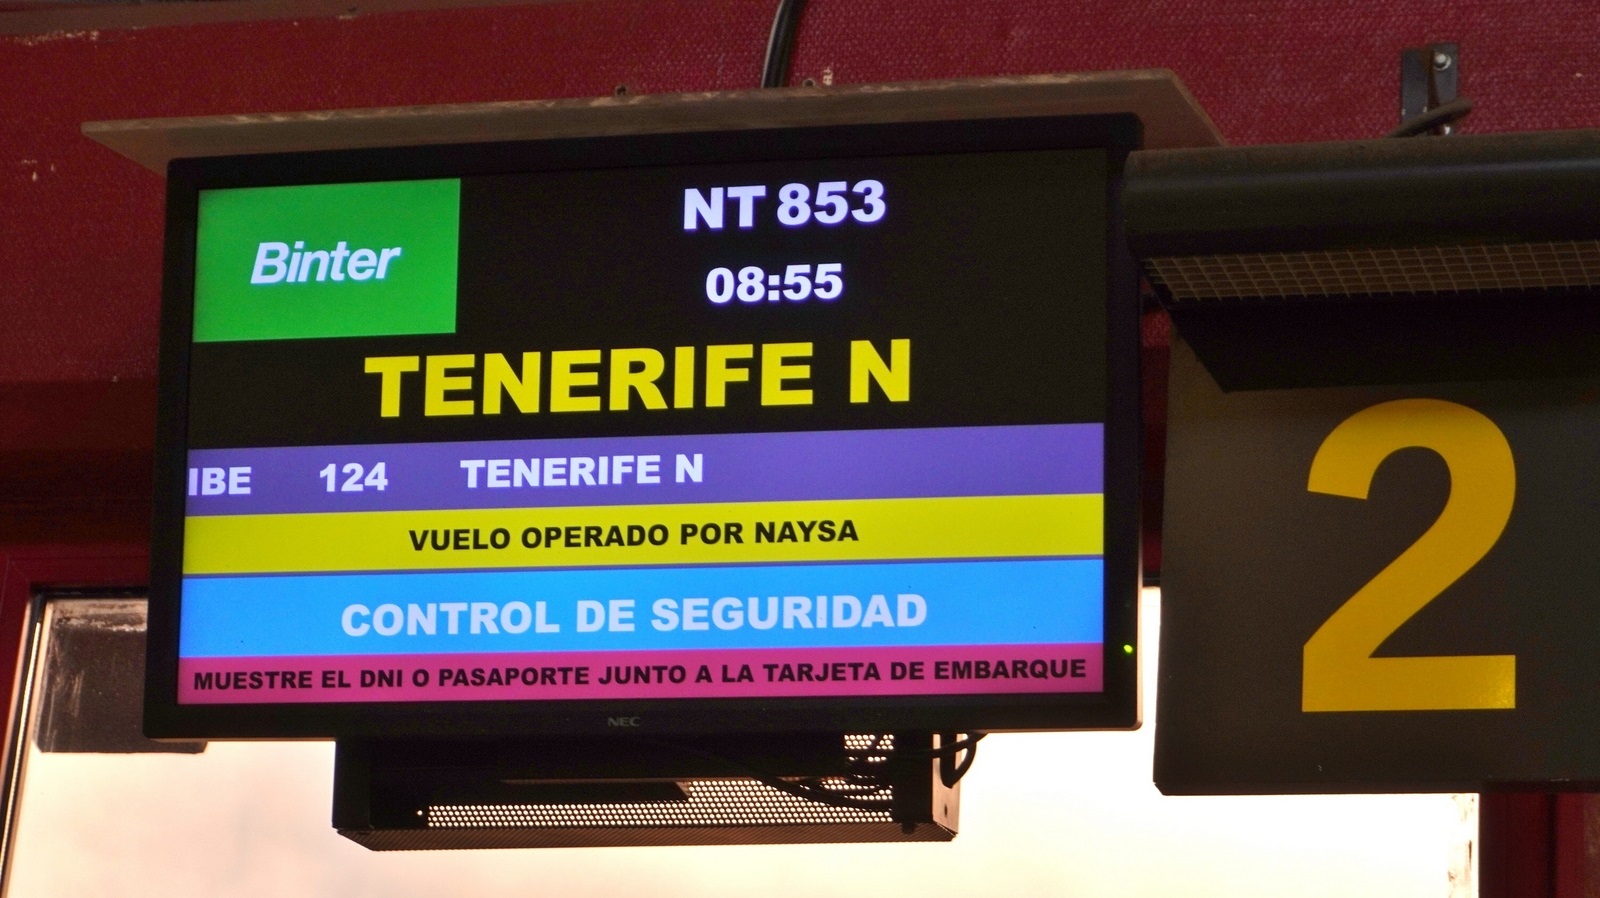 Binter
NT 853
08:55
TENERIFE N
IBE 124 TENERIFE N
VUELO OPERADO POR NAYSA
CONTROL DE SEGURIDAD
MUESTRE EL DNI O PASAPORTE JUNTO A LA TARJETA DE EMBARQUE
NEC
2